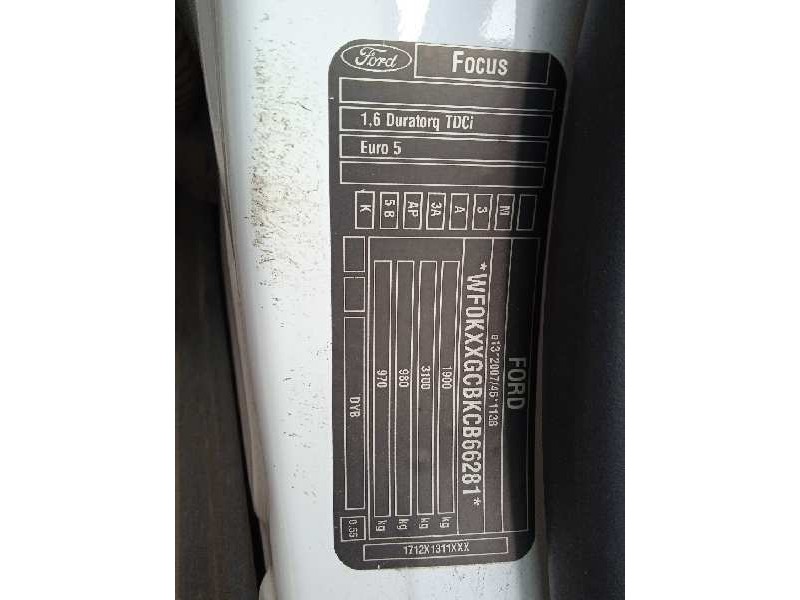 Ford
Focus
1,6 Duratorq TDCi
Euro 5
K 5 B AP 3A A 3 M
FORD
e13*2007/46*1138
*WF0KXXGCBKCB66281*
1900 kg
3100 kg
980 kg
970 kg
DYB 0.55
1712X1311XXX